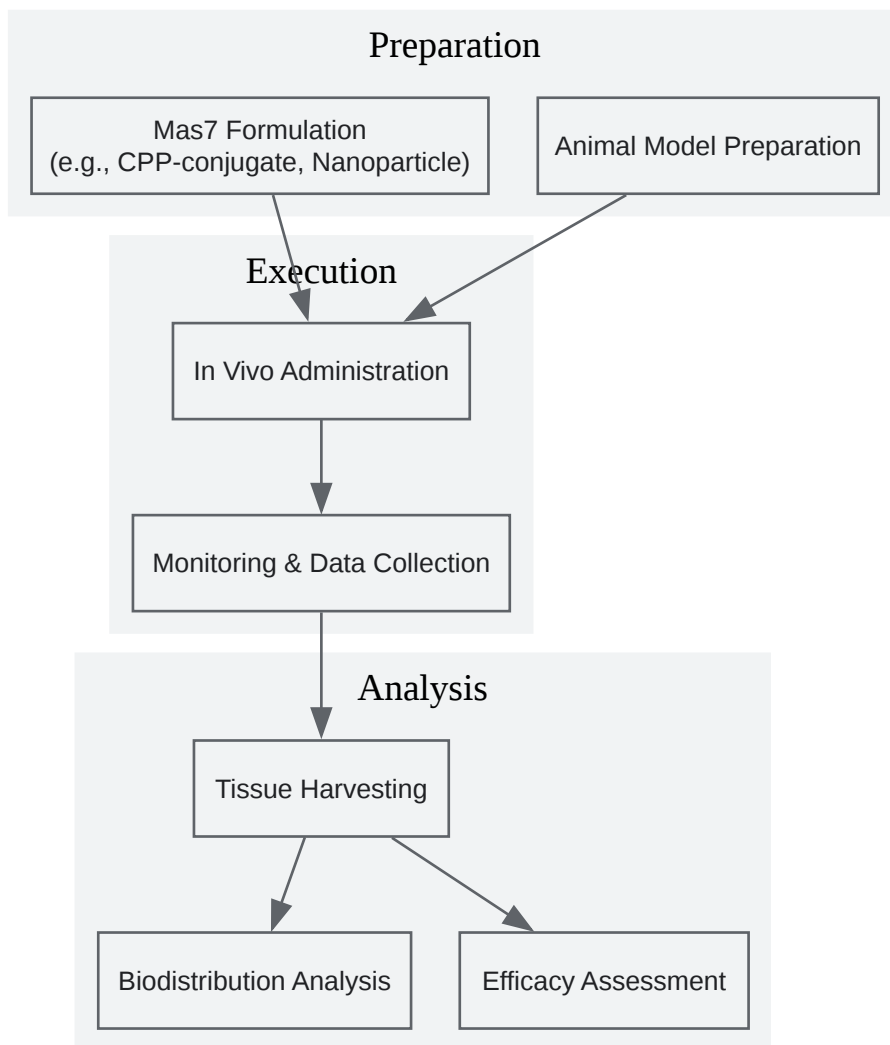 Preparation
Mas7 Formulation
(e.g., CPP-conjugate, Nanoparticle)
Animal Model Preparation
Execution
In Vivo Administration
Monitoring & Data Collection
Analysis
Tissue Harvesting
Biodistribution Analysis
Efficacy Assessment